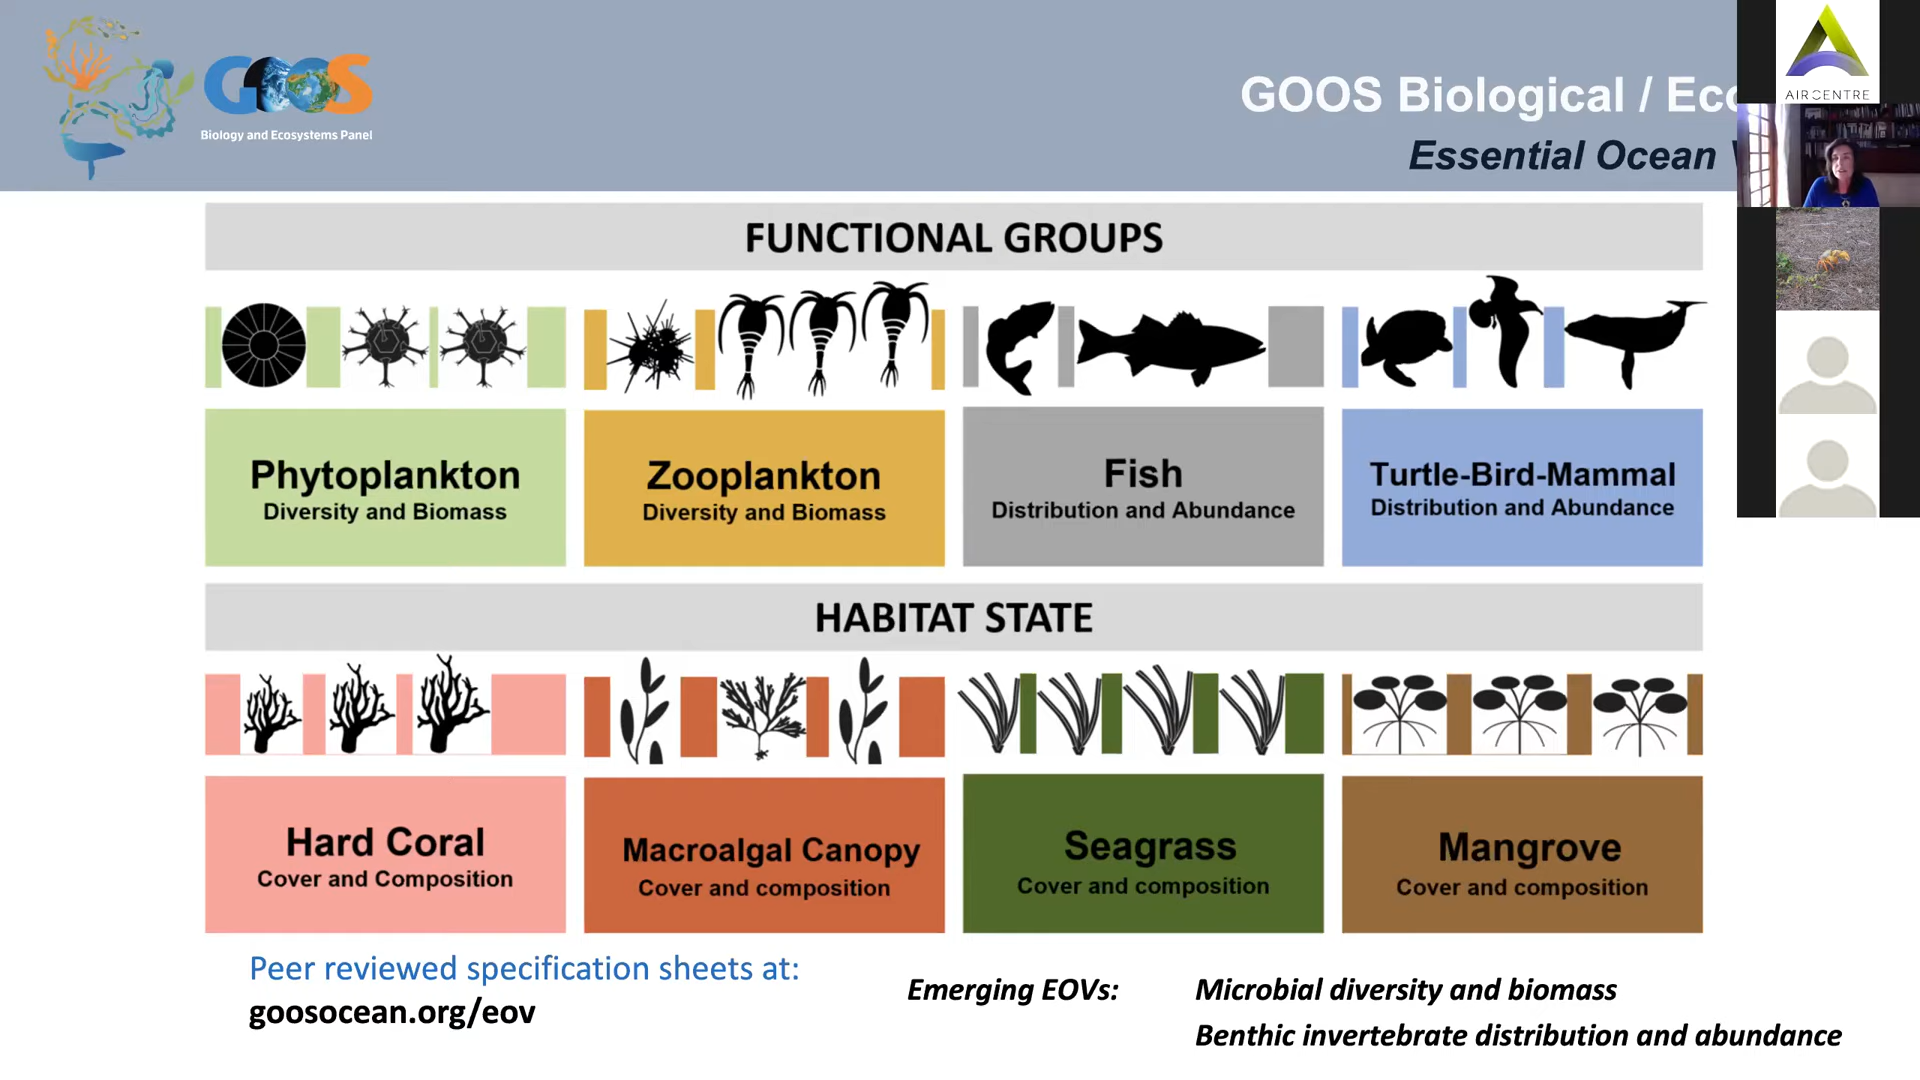 GOOS
Biology and Ecosystems Panel
GOOS Biological / Eco
Essential Ocean
AIR CENTRE
FUNCTIONAL GROUPS
Phytoplankton
Diversity and Biomass
Zooplankton
Diversity and Biomass
Fish
Distribution and Abundance
Turtle-Bird-Mammal
Distribution and Abundance
HABITAT STATE
Hard Coral
Cover and Composition
Macroalgal Canopy
Cover and composition
Seagrass
Cover and composition
Mangrove
Cover and composition
Peer reviewed specification sheets at:
goosocean.org/eov
Emerging EOVs:
Microbial diversity and biomass
Benthic invertebrate distribution and abundance